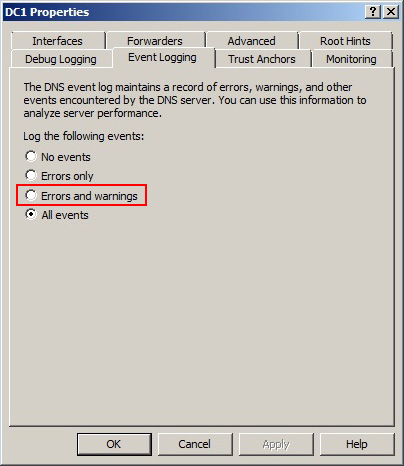 DC1 Properties
Interfaces Forwarders Advanced Root Hints
Debug Logging Event Logging Trust Anchors Monitoring
The DNS event log maintains a record of errors, warnings, and other
events encountered by the DNS server. You can use this information to
analyze server performance.
Log the following events:
No events
Errors only
Errors and warnings
All events
OK Cancel Apply Help